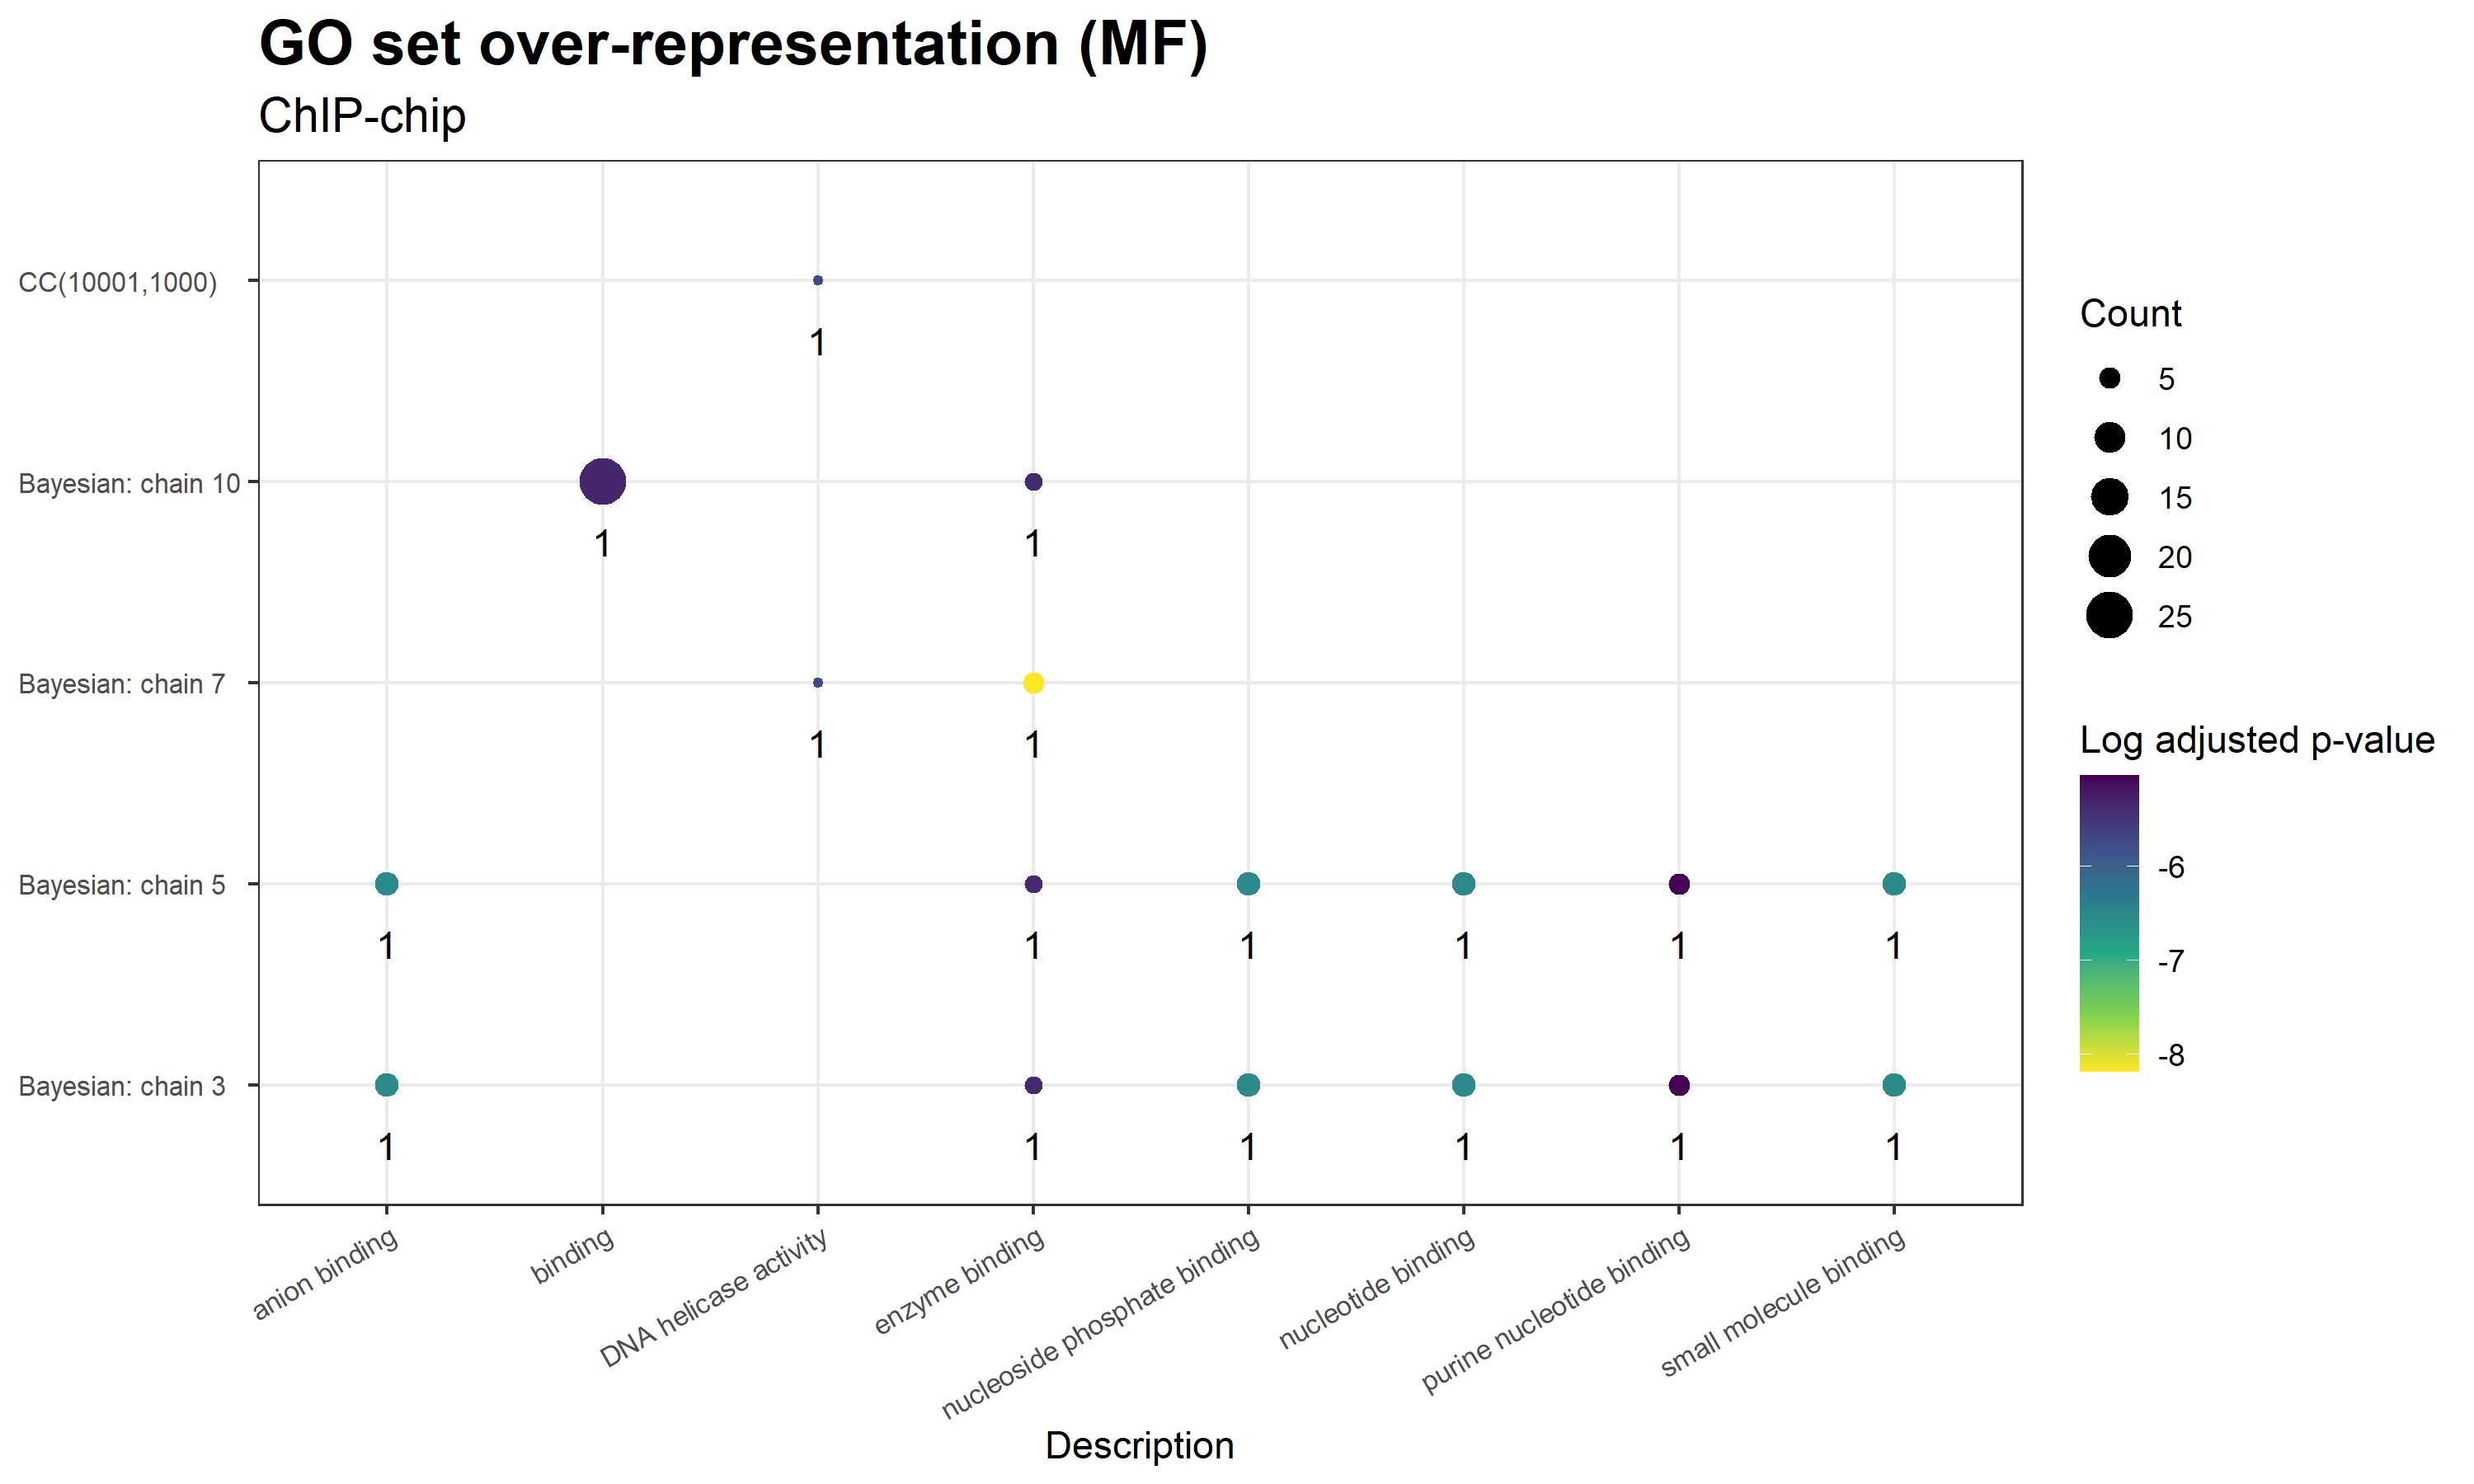 GO set over-representation (MF)
ChIP-chip
CC(10001,1000)
1
Bayesian: chain 10
1 1
Bayesian: chain 7
1 1
Bayesian: chain 5
1 1 1 1 1 1
Bayesian: chain 3
1 1 1 1 1 1
anion binding
binding
DNA helicase activity
enzyme binding
nucleoside phosphate binding
nucleotide binding
purine nucleotide binding
small molecule binding
Description
Count
5
10
15
20
25
Log adjusted p-value
-6
-7
-8